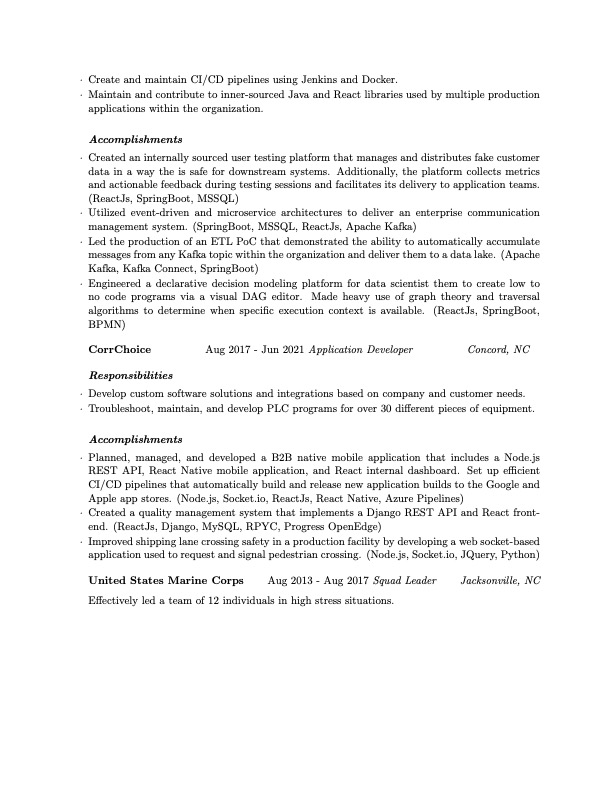 · Create and maintain CI/CD pipelines using Jenkins and Docker.
· Maintain and contribute to inner-sourced Java and React libraries used by multiple production
applications within the organization.
Accomplishments
· Created an internally sourced user testing platform that manages and distributes fake customer
data in a way the is safe for downstream systems. Additionally, the platform collects metrics
and actionable feedback during testing sessions and facilitates its delivery to application teams.
(ReactJs, SpringBoot, MSSQL)
· Utilized event-driven and microservice architectures to deliver an enterprise communication
management system. (SpringBoot, MSSQL, ReactJs, Apache Kafka)
· Led the production of an ETL PoC that demonstrated the ability to automatically accumulate
messages from any Kafka topic within the organization and deliver them to a data lake. (Apache
Kafka, Kafka Connect, SpringBoot)
· Engineered a declarative decision modeling platform for data scientist them to create low to
no code programs via a visual DAG editor. Made heavy use of graph theory and traversal
algorithms to determine when specific execution context is available. (ReactJs, SpringBoot,
BPMN)
CorrChoice Aug 2017 - Jun 2021 Application Developer Concord, NC
Responsibilities
· Develop custom software solutions and integrations based on company and customer needs.
· Troubleshoot, maintain, and develop PLC programs for over 30 different pieces of equipment.
Accomplishments
· Planned, managed, and developed a B2B native mobile application that includes a Node.js
REST API, React Native mobile application, and React internal dashboard. Set up efficient
CI/CD pipelines that automatically build and release new application builds to the Google and
Apple app stores. (Node.js, Socket.io, ReactJs, React Native, Azure Pipelines)
· Created a quality management system that implements a Django REST API and React front-
end. (ReactJs, Django, MySQL, RPYC, Progress OpenEdge)
· Improved shipping lane crossing safety in a production facility by developing a web socket-based
application used to request and signal pedestrian crossing. (Node.js, Socket.io, JQuery, Python)
United States Marine Corps Aug 2013 - Aug 2017 Squad Leader Jacksonville, NC
Effectively led a team of 12 individuals in high stress situations.